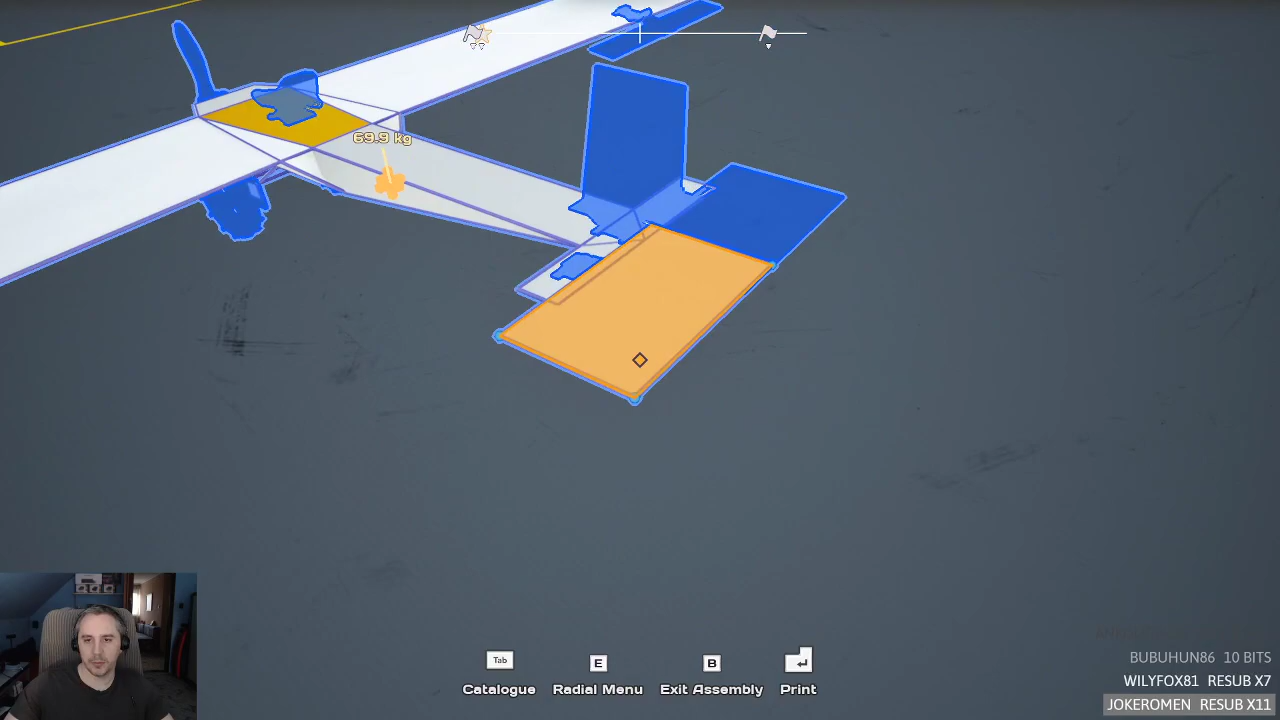 69.9 kg
BUBUHUN86 10 BITS
WILYFOX81 RESUB X7
Tab
E
B
Catalogue
Radial Menu
Exit Assembly
Print
JOKEROMEN RESUB X11